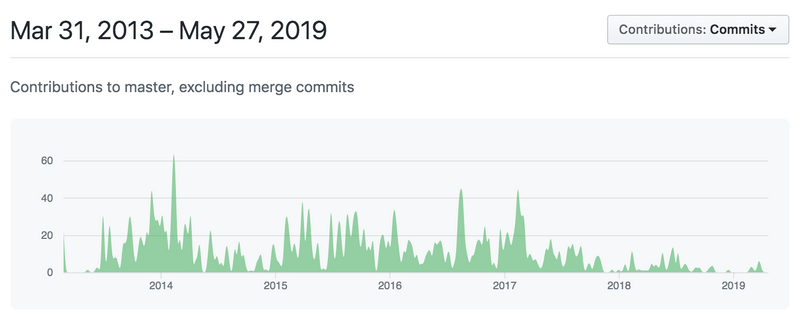 Mar 31, 2013 – May 27, 2019
Contributions: Commits
Contributions to master, excluding merge commits
60
40
20
0
2014 2015 2016 2017 2018 2019